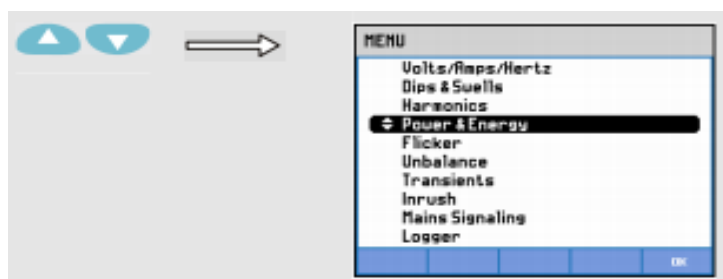 MENU
Volts/Amps/Hertz
Dips & Swells
Harmonics
Power & Energy
Flicker
Unbalance
Transients
Inrush
Mains Signaling
Logger
OK